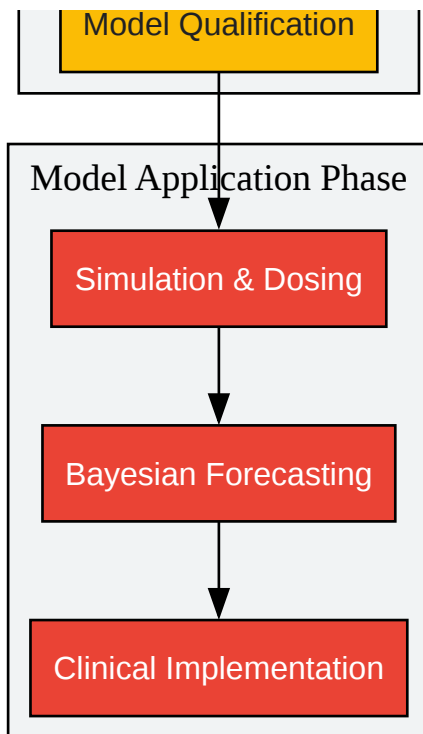 Model Qualification
Model Application Phase
Simulation & Dosing
Bayesian Forecasting
Clinical Implementation